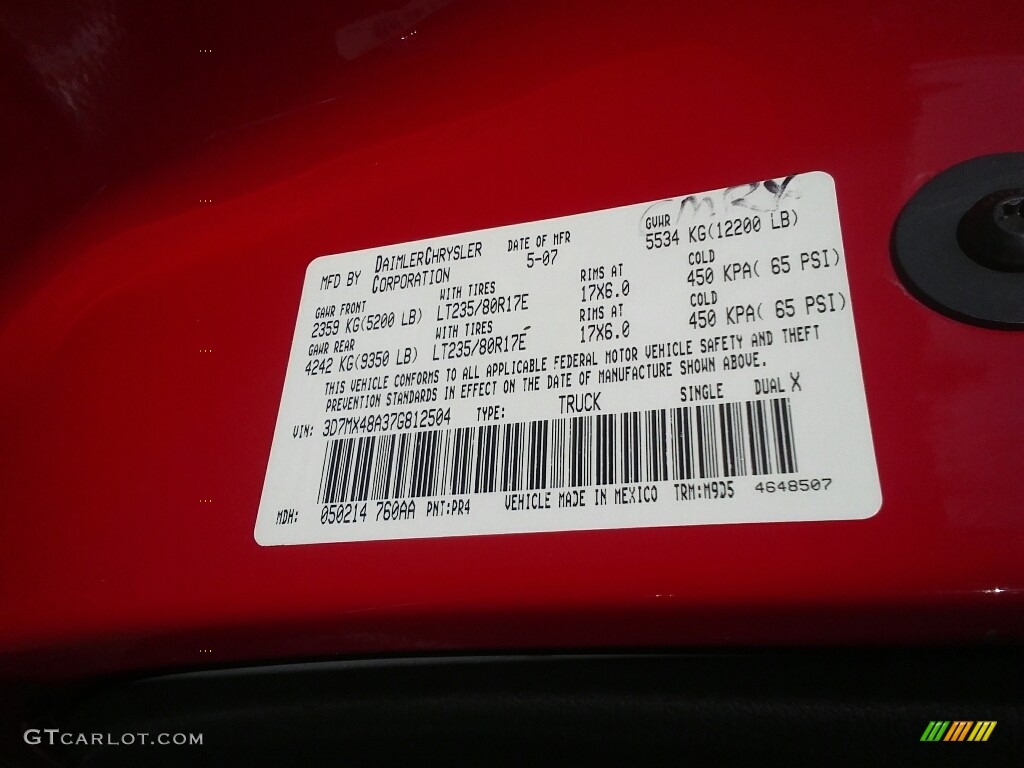 MFD BY DAIMLERCHRYSLER CORPORATION
DATE OF MFR
5-07
GVWR
5534 KG(12200 LB)
GAWR FRONT
2359 KG(5200 LB)
WITH TIRES
LT235/80R17E
RIMS AT
17X6.0
COLD
450 KPA( 65 PSI)
GAWR REAR
4242 KG(9350 LB)
WITH TIRES
LT235/80R17E
RIMS AT
17X6.0
COLD
450 KPA( 65 PSI)
THIS VEHICLE CONFORMS TO ALL APPLICABLE FEDERAL MOTOR VEHICLE SAFETY AND THEFT
PREVENTION STANDARDS IN EFFECT ON THE DATE OF MANUFACTURE SHOWN ABOVE.
VIN: 3D7MX48A37G812504 TYPE: TRUCK SINGLE DUAL X
MDH: 050214 760AA PNT:PR4 VEHICLE MADE IN MEXICO TRM:M9D5 4648507
GTCARLOT.COM